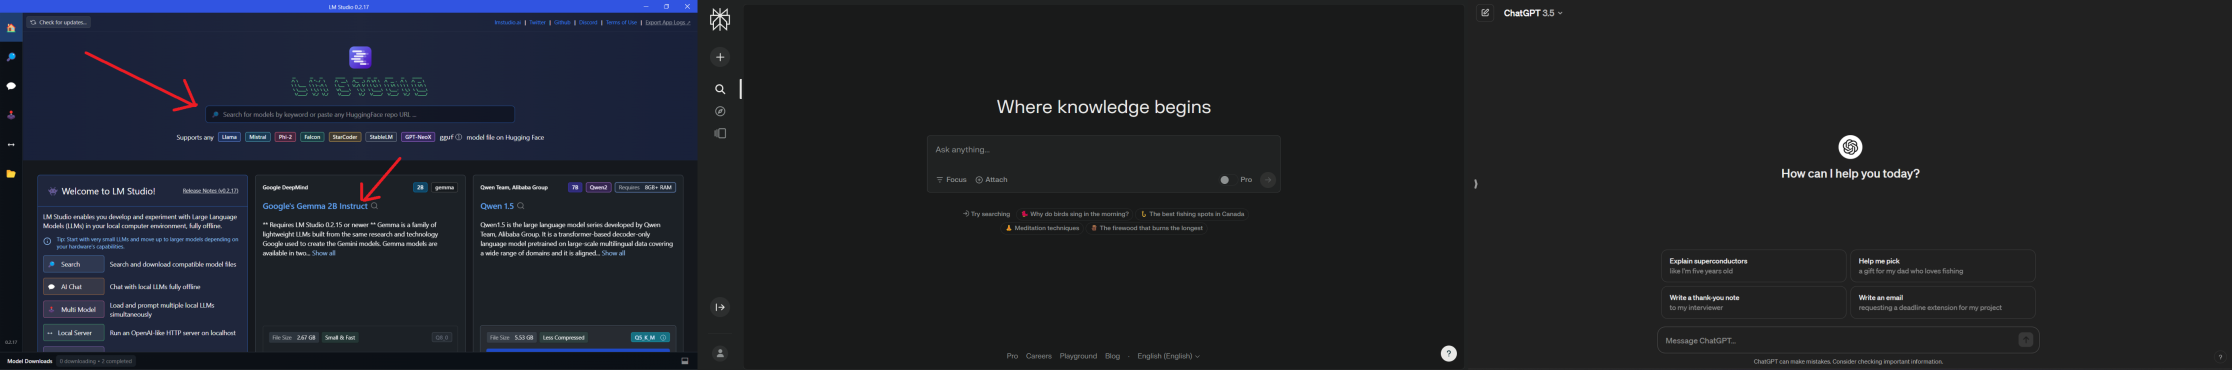 LM Studio 0.2.17
Check for updates...
lmstudio.ai | Twitter | Github | Discord | Terms of Use | Export App Logs
LM Studio
Search for models by keyword or paste any HuggingFace repo URL ...
Supports any Llama Mistral Phi-2 Falcon StarCoder StableLM GPT-NeoX gguf model file on Hugging Face
Welcome to LM Studio!
Release Notes (v0.2.17)
LM Studio enables you to develop and experiment with Large Language
Models (LLMs) in your local computer environment, fully offline.
Tip: Start with very small LLMs and move up to larger models depending on
your hardware's capabilities.
Search Search and download compatible model files
AI Chat Chat with local LLMs fully offline
Multi Model Load and prompt multiple local LLMs
simultaneously
Local Server Run an OpenAI-like HTTP server on localhost
Google DeepMind 2B gemma
Google's Gemma 2B Instruct
** Requires LM Studio 0.2.15 or newer ** Gemma is a family of
lightweight LLMs built from the same research and technology
Google used to create the Gemini models. Gemma models are
available in two... Show all
File Size 2.67 GB Small & Fast Q8_0
Qwen Team, Alibaba Group 7B Qwen2 Requires 8GB+ RAM
Qwen 1.5
Qwen1.5 is the large language model series developed by Qwen
Team, Alibaba Group. It is a transformer-based decoder-only
language model pretrained on large-scale multilingual data covering
a wide range of domains and it is aligned... Show all
File Size 5.53 GB Less Compressed Q5_K_M
0.2.17
Model Downloads 0 downloading • 2 completed
Where knowledge begins
Ask anything...
Focus Attach Pro
Try searching Why do birds sing in the morning? The best fishing spots in Canada
Meditation techniques The firewood that burns the longest
Pro Careers Playground Blog · English (English)
?
ChatGPT 3.5
How can I help you today?
Explain superconductors
like I'm five years old
Help me pick
a gift for my dad who loves fishing
Write a thank-you note
to my interviewer
Write an email
requesting a deadline extension for my project
Message ChatGPT...
ChatGPT can make mistakes. Consider checking important information.
?